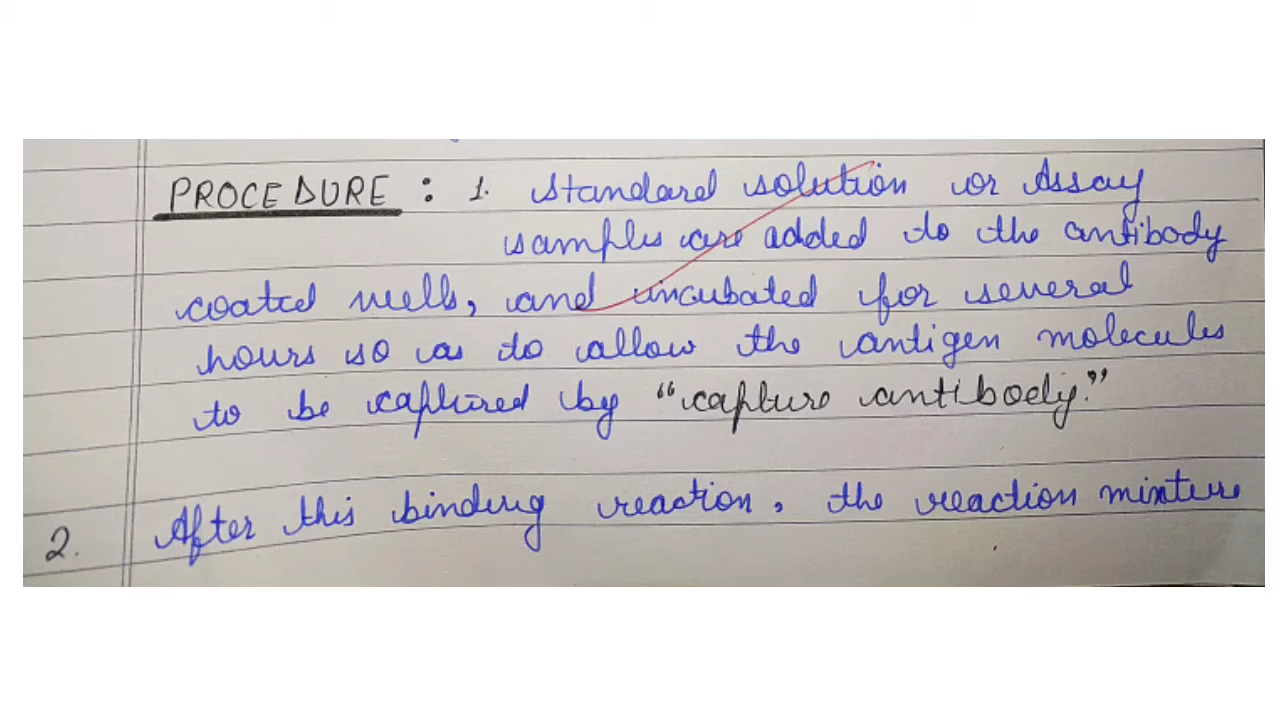 PROCEDURE : 1. Standard solution or Assay
samples are added to the antibody
coated wells, and incubated for several
hours so as to allow the antigen molecules
to be captured by "capture antibody."
2. After this binding reaction, the reaction mixture